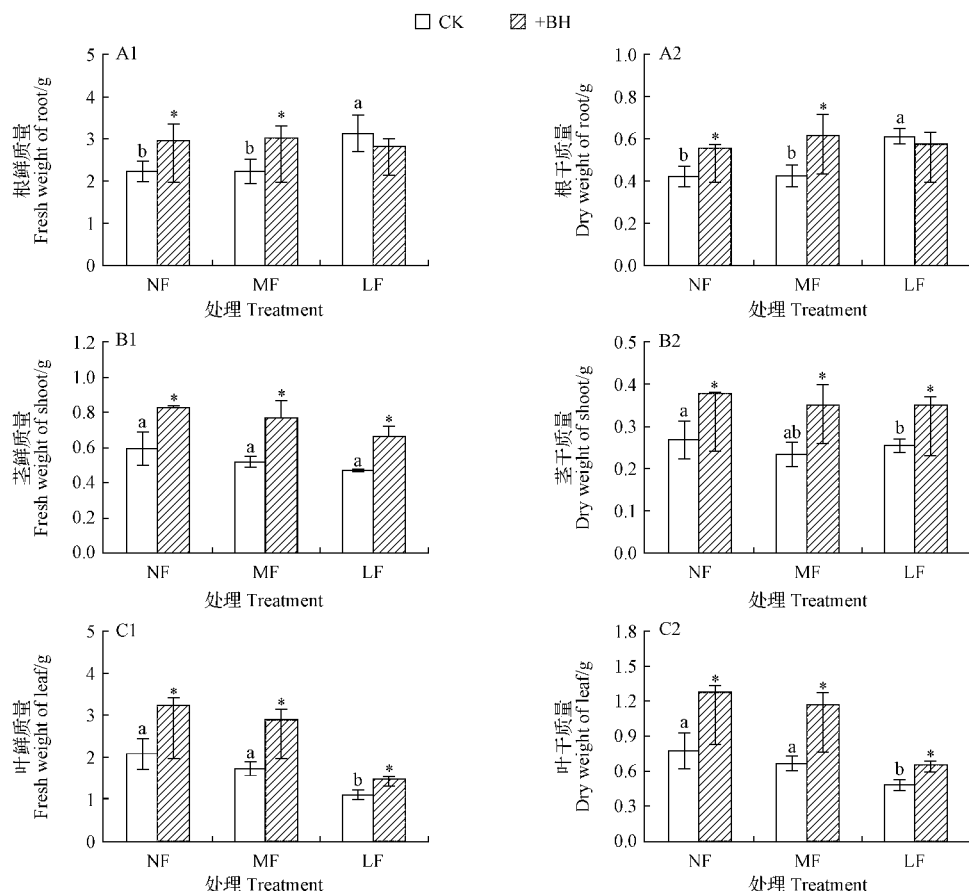 CK +BH
A1
根鲜质量
Fresh weight of root/g
5
4
3
2
1
0
b * b * a
NF MF LF
处理 Treatment
A2
根干质量
Dry weight of root/g
1.0
0.8
0.6
0.4
0.2
0.0
b * b * a
NF MF LF
处理 Treatment
B1
茎鲜质量
Fresh weight of shoot/g
1.2
1.0
0.8
0.6
0.4
0.2
0.0
a * a * a *
NF MF LF
处理 Treatment
B2
茎干质量
Dry weight of shoot/g
0.5
0.4
0.3
0.2
0.1
0.0
a * ab * b *
NF MF LF
处理 Treatment
C1
叶鲜质量
Fresh weight of leaf/g
5
4
3
2
1
0
a * a * b *
NF MF LF
处理 Treatment
C2
叶干质量
Dry weight of leaf/g
1.8
1.5
1.2
0.9
0.6
0.3
0.0
a * a * b *
NF MF LF
处理 Treatment